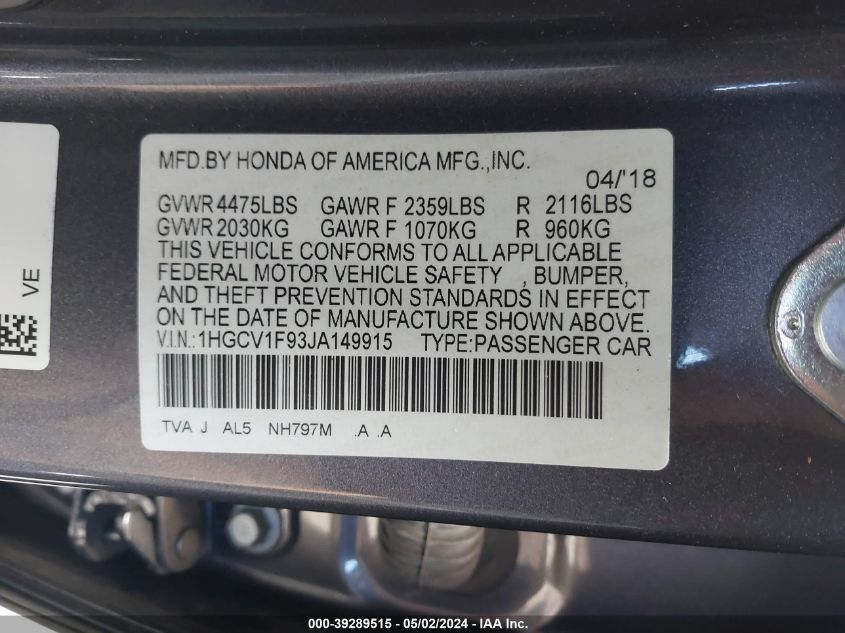 MFD.BY HONDA OF AMERICA MFG.,INC.
04/'18
GVWR 4475LBS GAWR F 2359LBS R 2116LBS
GVWR 2030KG GAWR F 1070KG R 960KG
THIS VEHICLE CONFORMS TO ALL APPLICABLE
FEDERAL MOTOR VEHICLE SAFETY , BUMPER,
AND THEFT PREVENTION STANDARDS IN EFFECT
ON THE DATE OF MANUFACTURE SHOWN ABOVE.
V.I.N.:1HGCV1F93JA149915 TYPE:PASSENGER CAR
TVA J AL5 NH797M .A .A
VE
000-39289515 - 05/02/2024 - IAA Inc.